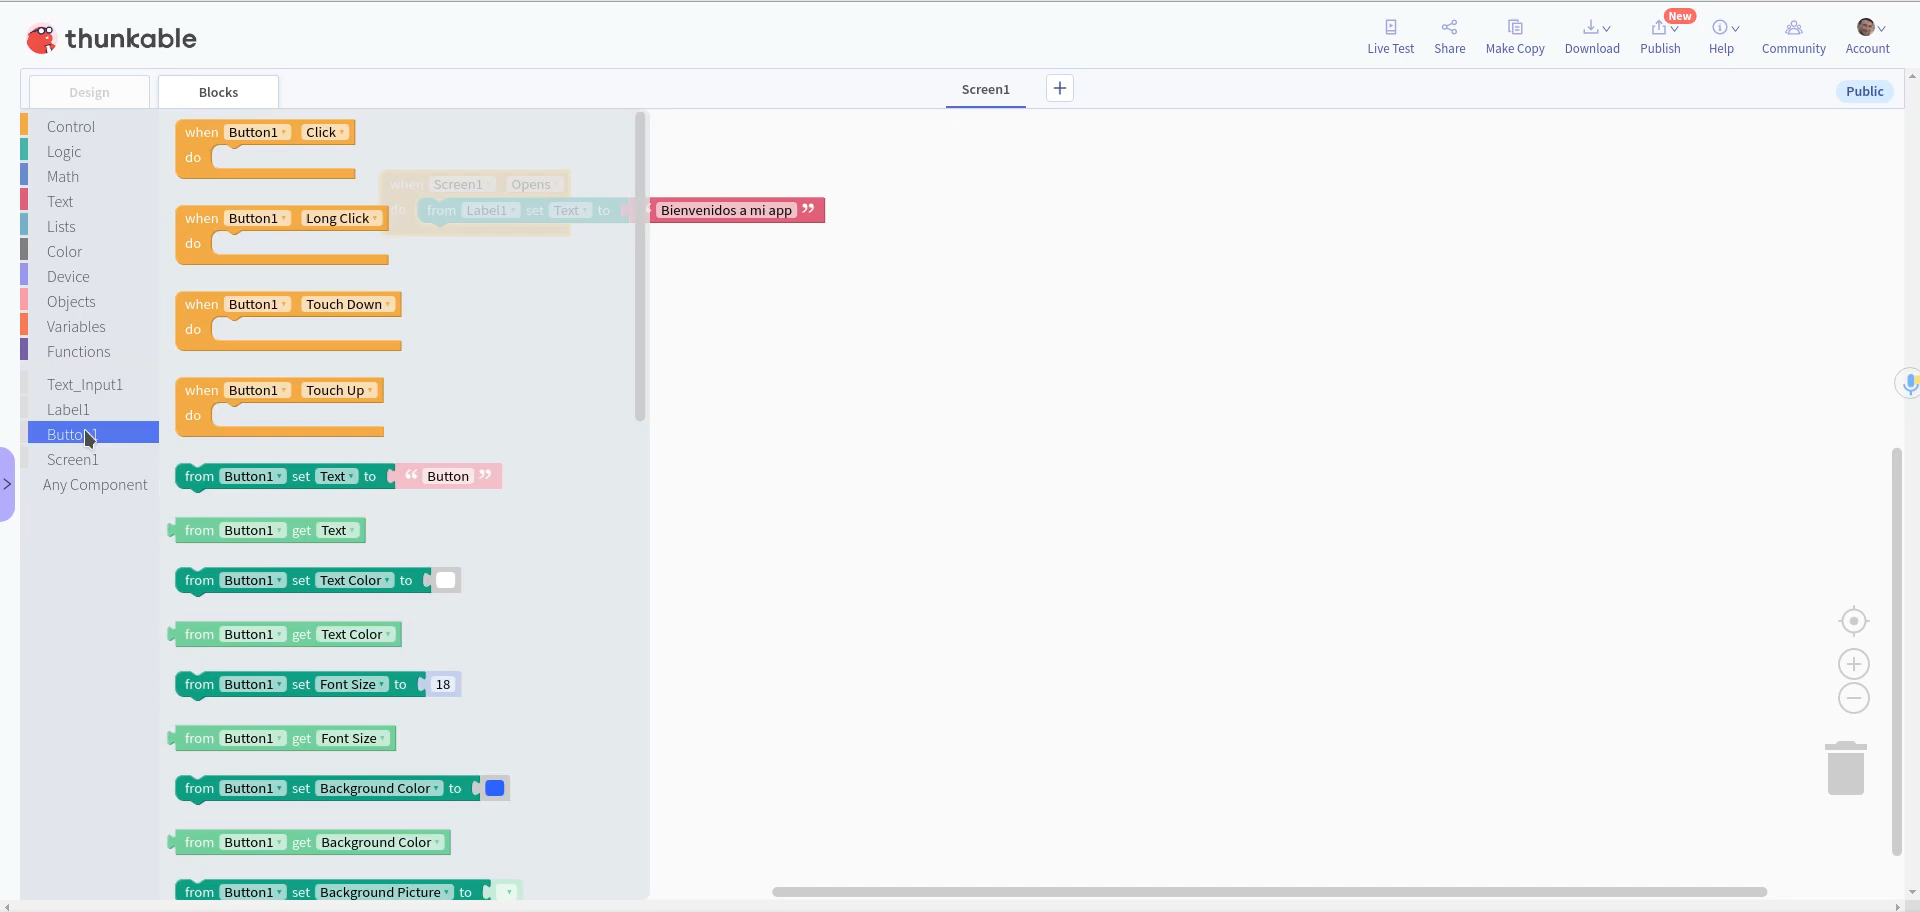 thunkable
New
Live Test Share Make Copy Download Publish Help Community Account
Design Blocks Screen1 + Public
Control
Logic
Math
Text
Lists
Color
Device
Objects
Variables
Functions
Text_Input1
Label1
Button1
Screen1
Any Component
when Button1 Click
do
when Screen1 Opens
do from Label1 set Text to “ Bienvenidos a mi app ”
when Button1 Long Click
do
when Button1 Touch Down
do
when Button1 Touch Up
do
from Button1 set Text to “ Button ”
from Button1 get Text
from Button1 set Text Color to
from Button1 get Text Color
from Button1 set Font Size to 18
from Button1 get Font Size
from Button1 set Background Color to
from Button1 get Background Color
from Button1 set Background Picture to